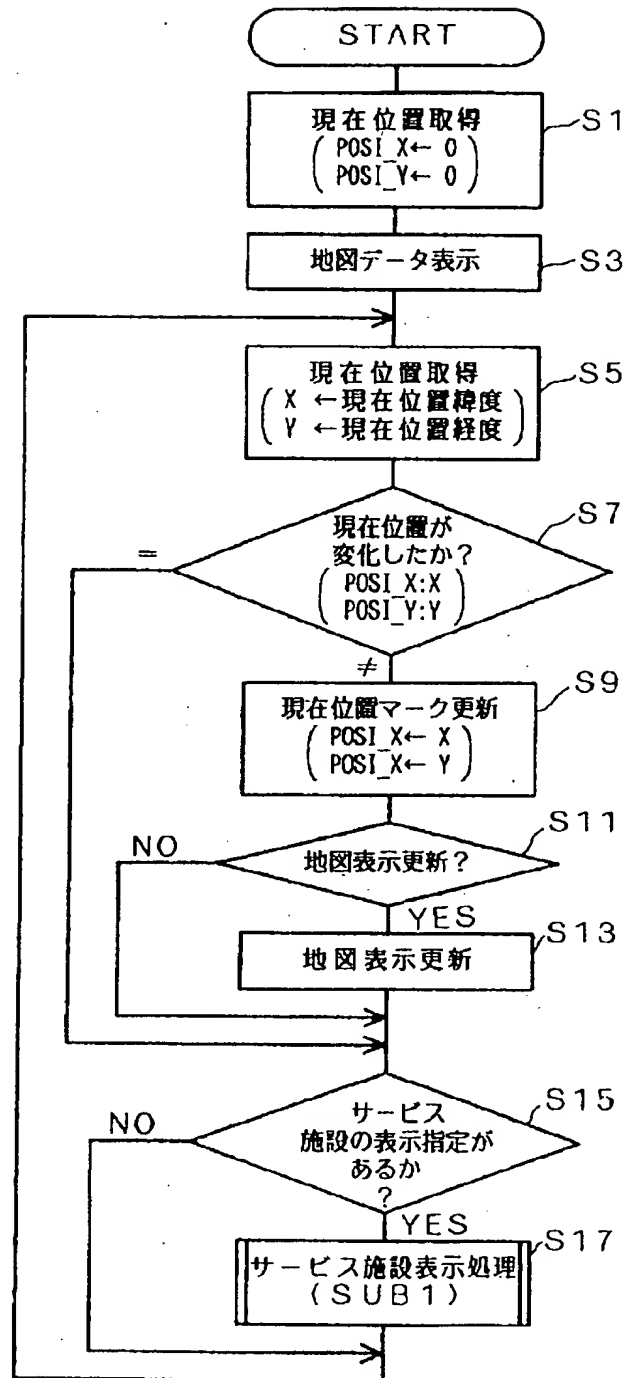 START
現在位置取得
( POSI_X← 0 )
( POSI_Y← 0 )
S1
地図データ表示
S3
現在位置取得
( X ←現在位置緯度 )
( Y ←現在位置経度 )
S5
現在位置が
変化したか?
( POSI_X:X )
( POSI_Y:Y )
S7
=
≠
現在位置マーク更新
( POSI_X← X )
( POSI_X← Y )
S9
地図表示更新?
S11
NO
YES
地図表示更新
S13
サービス
施設の表示指定が
あるか
?
S15
NO
YES
サービス施設表示処理
(SUB1)
S17